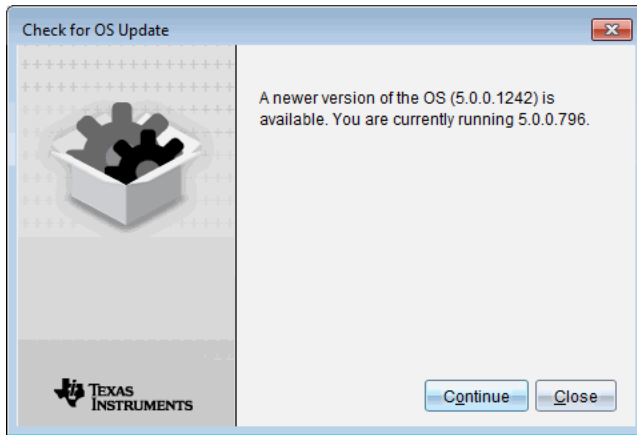 Check for OS Update
A newer version of the OS (5.0.0.1242) is
available. You are currently running 5.0.0.796.
TEXAS
INSTRUMENTS
Continue
Close